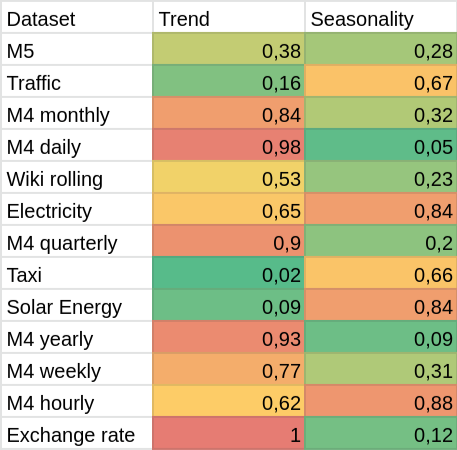 Dataset Trend Seasonality
M5 0,38 0,28
Traffic 0,16 0,67
M4 monthly 0,84 0,32
M4 daily 0,98 0,05
Wiki rolling 0,53 0,23
Electricity 0,65 0,84
M4 quarterly 0,9 0,2
Taxi 0,02 0,66
Solar Energy 0,09 0,84
M4 yearly 0,93 0,09
M4 weekly 0,77 0,31
M4 hourly 0,62 0,88
Exchange rate 1 0,12